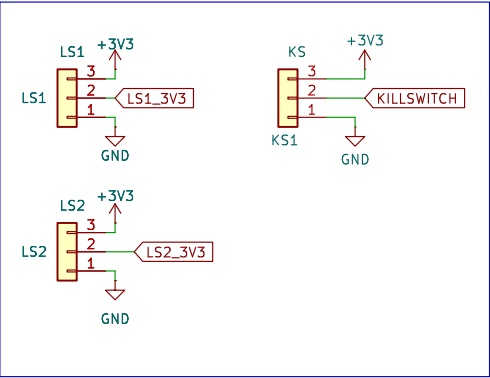 LS1
+3V3
LS1
3
2
1
LS1_3V3
GND
KS
+3V3
3
2
1
KILLSWITCH
KS1
GND
LS2
+3V3
LS2
3
2
1
LS2_3V3
GND